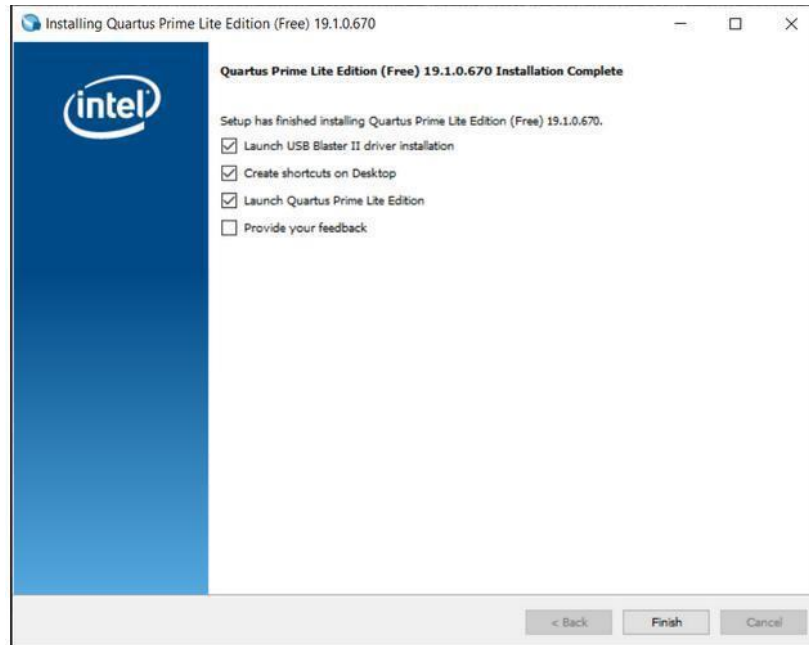 Installing Quartus Prime Lite Edition (Free) 19.1.0.670
intel
Quartus Prime Lite Edition (Free) 19.1.0.670 Installation Complete
Setup has finished installing Quartus Prime Lite Edition (Free) 19.1.0.670.
Launch USB Blaster II driver installation
Create shortcuts on Desktop
Launch Quartus Prime Lite Edition
Provide your feedback
< Back
Finish
Cancel